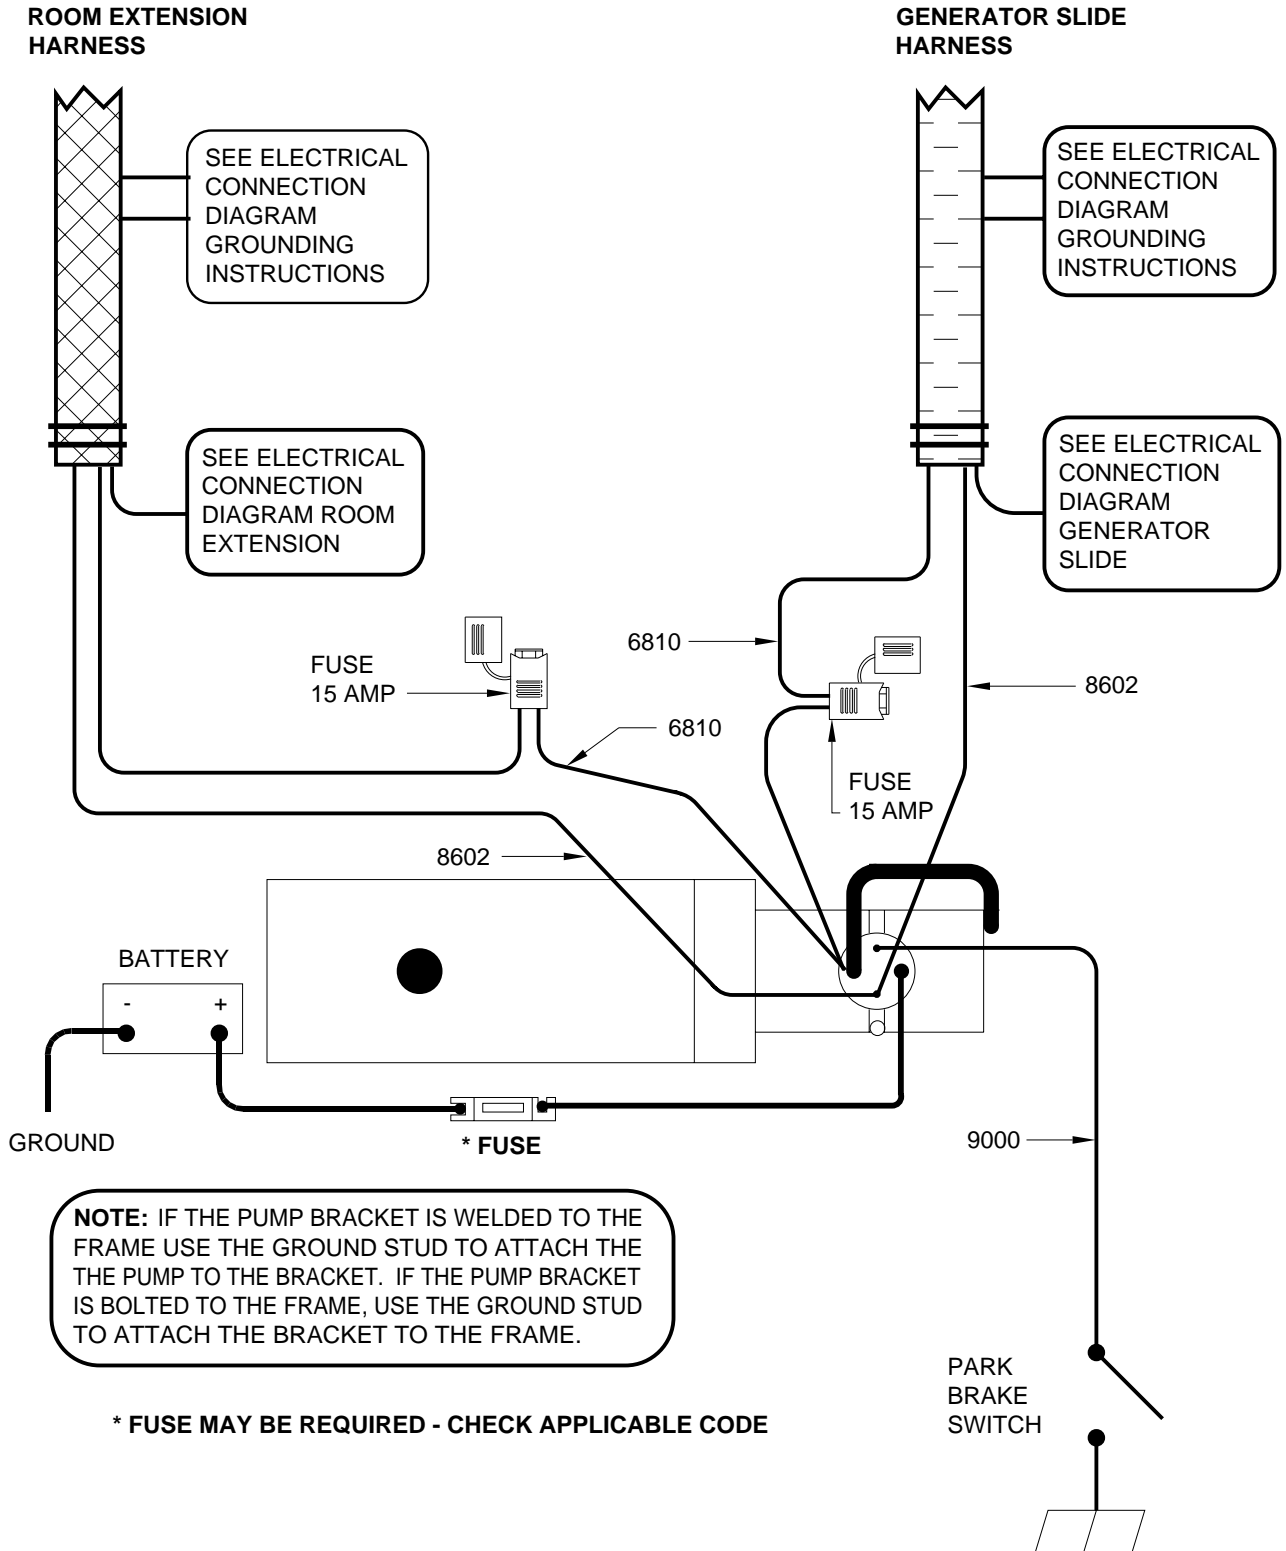 ROOM EXTENSION
HARNESS
GENERATOR SLIDE
HARNESS
SEE ELECTRICAL
CONNECTION
DIAGRAM
GROUNDING
INSTRUCTIONS
SEE ELECTRICAL
CONNECTION
DIAGRAM
GROUNDING
INSTRUCTIONS
SEE ELECTRICAL
CONNECTION
DIAGRAM ROOM
EXTENSION
SEE ELECTRICAL
CONNECTION
DIAGRAM
GENERATOR
SLIDE
FUSE
15 AMP
6810
6810
8602
FUSE
15 AMP
8602
BATTERY
- +
GROUND
* FUSE
9000
NOTE: IF THE PUMP BRACKET IS WELDED TO THE
FRAME USE THE GROUND STUD TO ATTACH THE
THE PUMP TO THE BRACKET. IF THE PUMP BRACKET
IS BOLTED TO THE FRAME, USE THE GROUND STUD
TO ATTACH THE BRACKET TO THE FRAME.
PARK
BRAKE
SWITCH
* FUSE MAY BE REQUIRED - CHECK APPLICABLE CODE